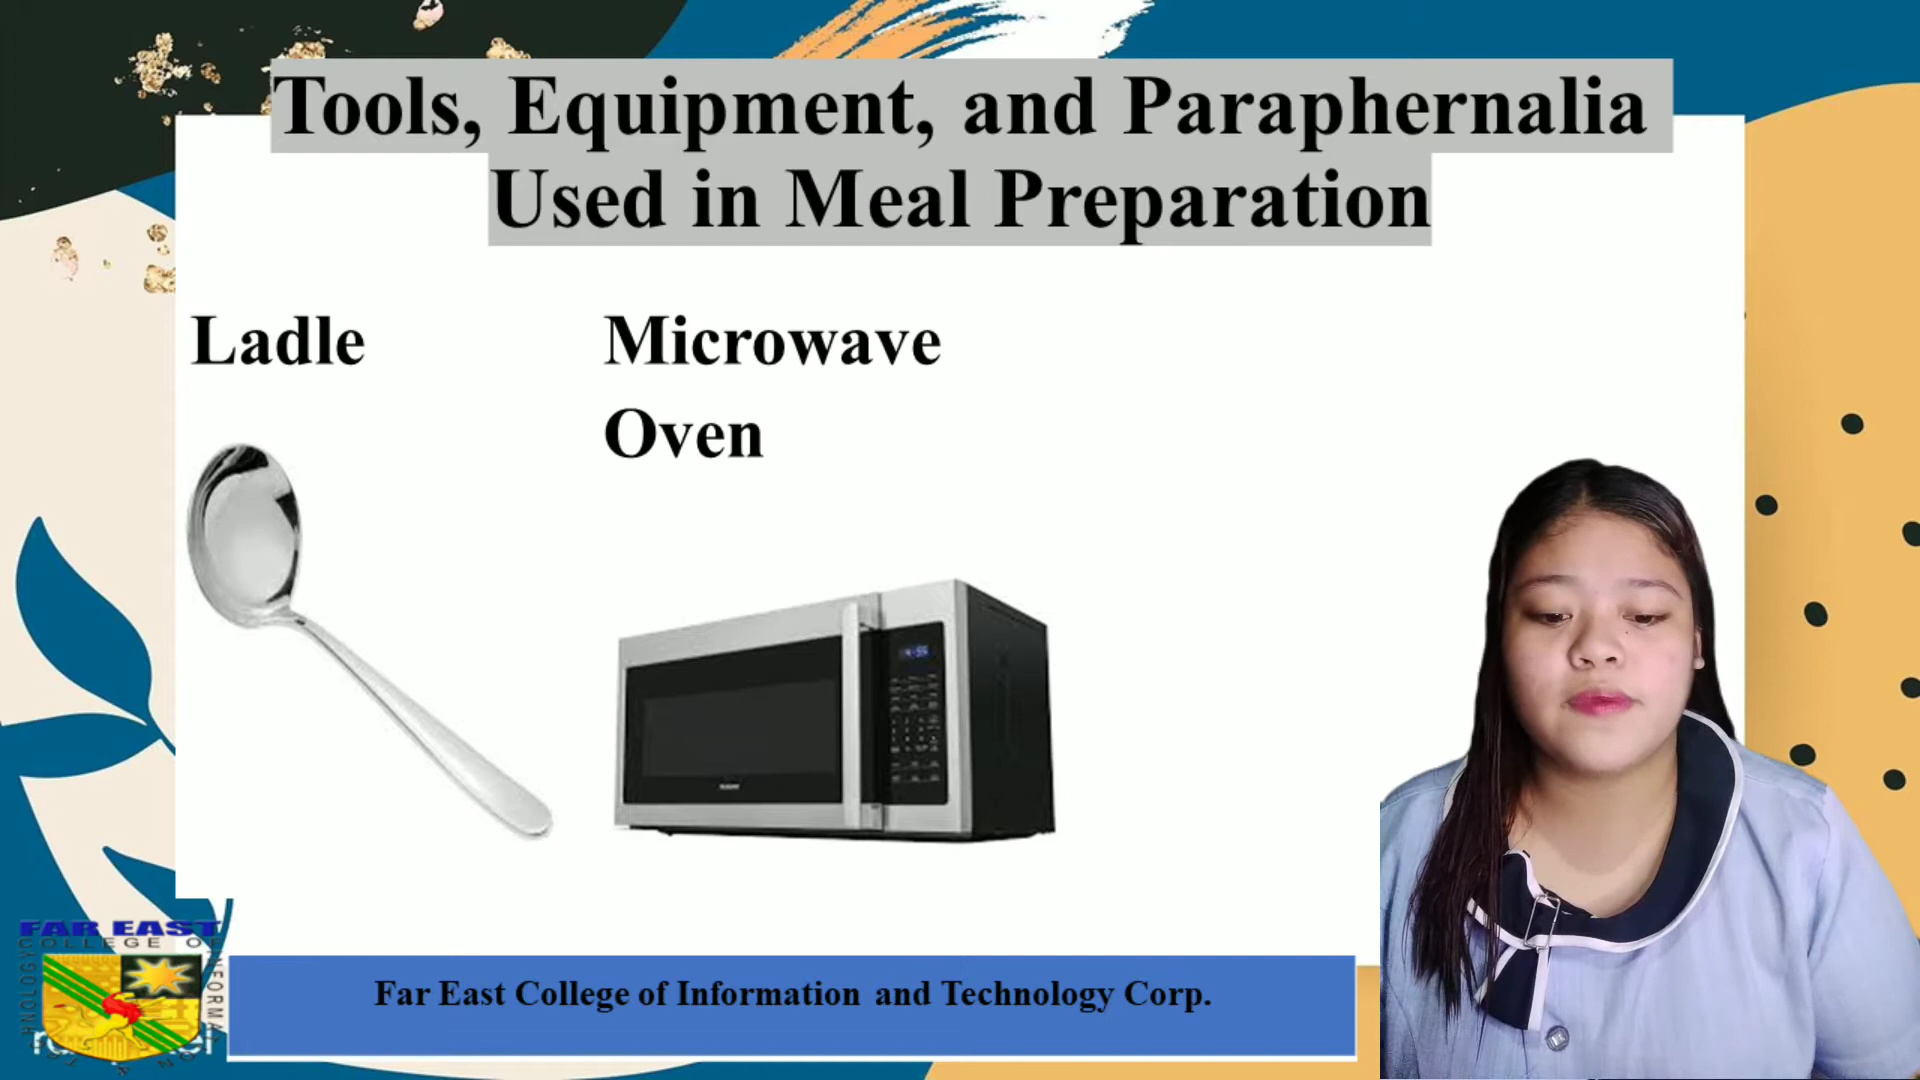 Tools, Equipment, and Paraphernalia
Used in Meal Preparation
Ladle
Microwave
Oven
FAR EAST
COLLEGE OF
Far East College of Information and Technology Corp.